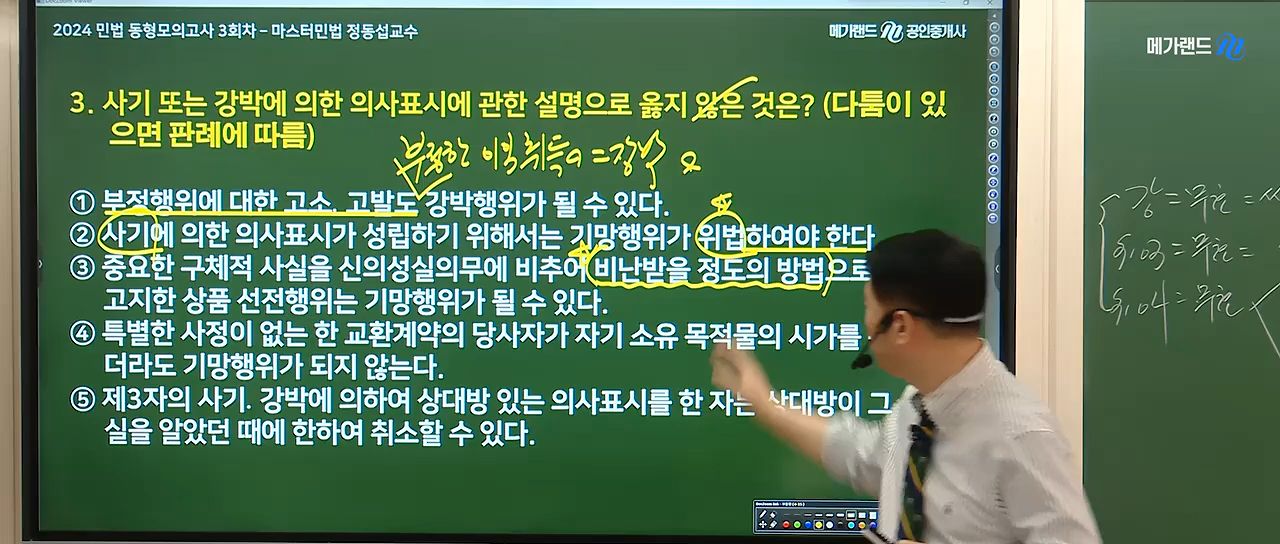 2024 민법 동형모의고사 3회차 – 마스터민법 정동섭교수
메가랜드 공인중개사
메가랜드
3. 사기 또는 강박에 의한 의사표시에 관한 설명으로 옳지 않은 것은? (다툼이 있
으면 판례에 따름)
부정한 이익취득 = 강박 o
① 부정행위에 대한 고소, 고발도 강박행위가 될 수 있다.
② 사기에 의한 의사표시가 성립하기 위해서는 기망행위가 위법하여야 한다
③ 중요한 구체적 사실을 신의성실의무에 비추어 비난받을 정도의 방법으로
고지한 상품 선전행위는 기망행위가 될 수 있다.
④ 특별한 사정이 없는 한 교환계약의 당사자가 자기 소유 목적물의 시가를
더라도 기망행위가 되지 않는다.
⑤ 제3자의 사기, 강박에 의하여 상대방 있는 의사표시를 한 자는 상대방이 그
실을 알았던 때에 한하여 취소할 수 있다.
강 = 무효 =
103 = 무효 =
104 = 무효